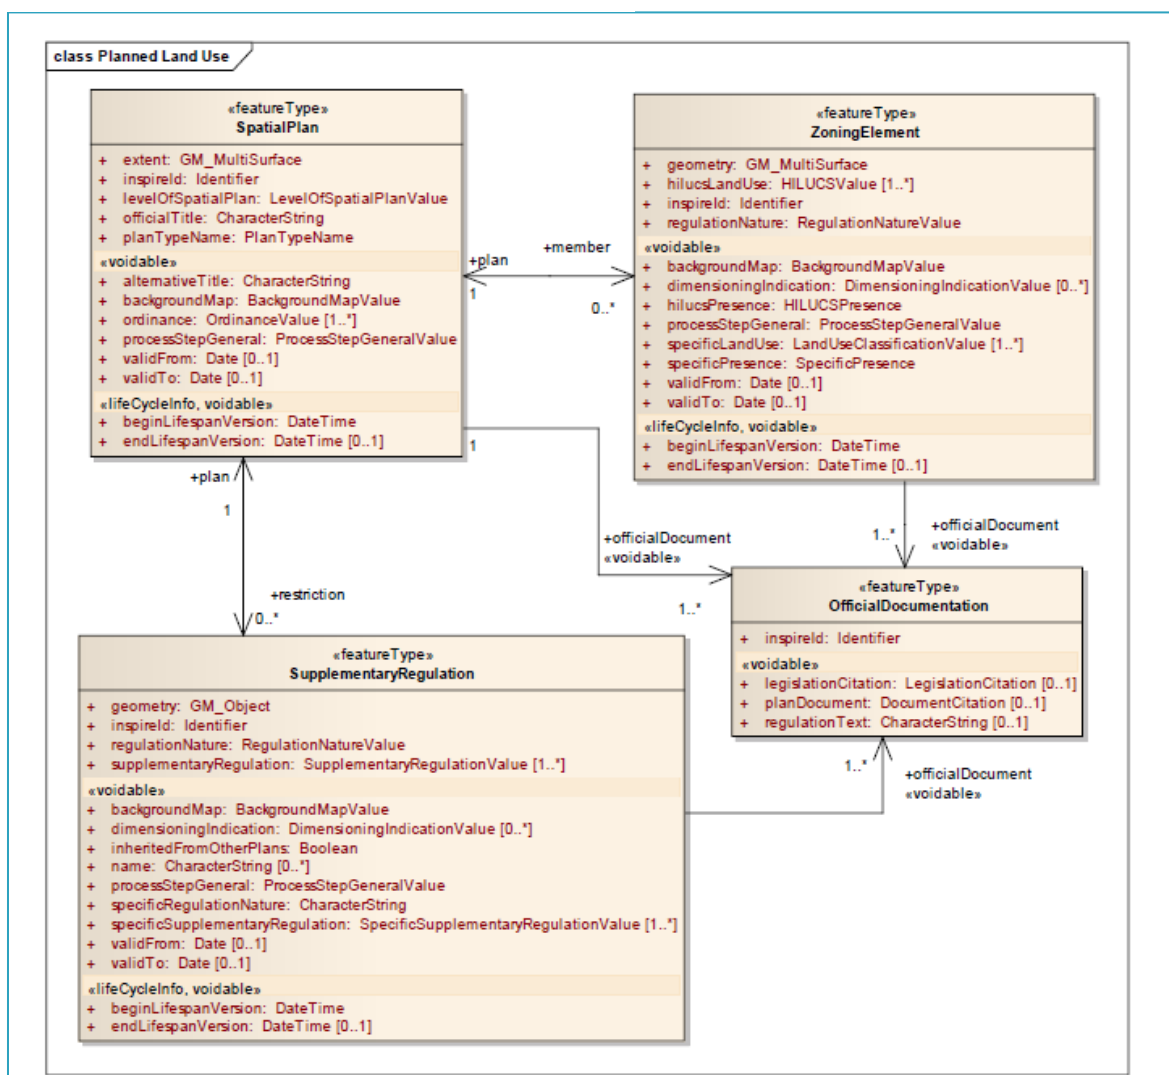 class Planned Land Use
«featureType»
SpatialPlan
+ extent: GM_MultiSurface
+ inspireId: Identifier
+ levelOfSpatialPlan: LevelOfSpatialPlanValue
+ officialTitle: CharacterString
+ planTypeName: PlanTypeName
«voidable»
+ alternativeTitle: CharacterString
+ backgroundMap: BackgroundMapValue
+ ordinance: OrdinanceValue [1..*]
+ processStepGeneral: ProcessStepGeneralValue
+ validFrom: Date [0..1]
+ validTo: Date [0..1]
«lifeCycleInfo, voidable»
+ beginLifespanVersion: DateTime
+ endLifespanVersion: DateTime [0..1]
«featureType»
ZoningElement
+ geometry: GM_MultiSurface
+ hilucsLandUse: HILUCSValue [1..*]
+ inspireId: Identifier
+ regulationNature: RegulationNatureValue
«voidable»
+ backgroundMap: BackgroundMapValue
+ dimensioningIndication: DimensioningIndicationValue [0..*]
+ hilucsPresence: HILUCSPresence
+ processStepGeneral: ProcessStepGeneralValue
+ specificLandUse: LandUseClassificationValue [1..*]
+ specificPresence: SpecificPresence
+ validFrom: Date [0..1]
+ validTo: Date [0..1]
«lifeCycleInfo, voidable»
+ beginLifespanVersion: DateTime
+ endLifespanVersion: DateTime [0..1]
+plan
1
+member
0..*
1
+officialDocument
«voidable»
1..*
1..*
+officialDocument
«voidable»
+plan
1
+restriction
0..*
«featureType»
OfficialDocumentation
+ inspireId: Identifier
«voidable»
+ legislationCitation: LegislationCitation [0..1]
+ planDocument: DocumentCitation [0..1]
+ regulationText: CharacterString [0..1]
1..*
+officialDocument
«voidable»
«featureType»
SupplementaryRegulation
+ geometry: GM_Object
+ inspireId: Identifier
+ regulationNature: RegulationNatureValue
+ supplementaryRegulation: SupplementaryRegulationValue [1..*]
«voidable»
+ backgroundMap: BackgroundMapValue
+ dimensioningIndication: DimensioningIndicationValue [0..*]
+ inheritedFromOtherPlans: Boolean
+ name: CharacterString [0..*]
+ processStepGeneral: ProcessStepGeneralValue
+ specificRegulationNature: CharacterString
+ specificSupplementaryRegulation: SpecificSupplementaryRegulationValue [1..*]
+ validFrom: Date [0..1]
+ validTo: Date [0..1]
«lifeCycleInfo, voidable»
+ beginLifespanVersion: DateTime
+ endLifespanVersion: DateTime [0..1]